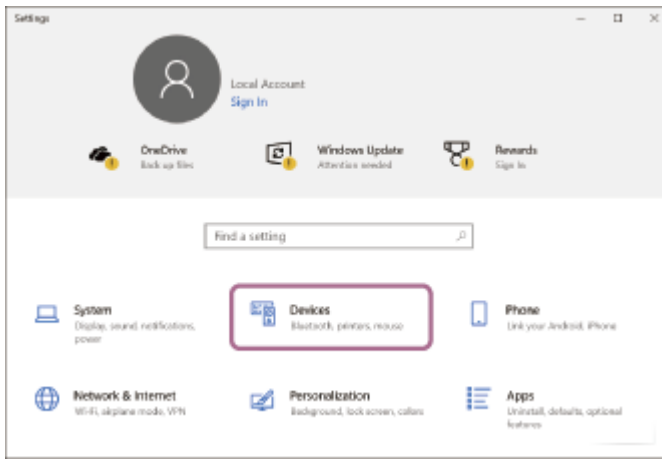 Settings
Local Account
Sign In
OneDrive
Back up files
Windows Update
Attention needed
Rewards
Sign In
Find a setting
System
Display, sound, notifications,
power
Devices
Bluetooth, printers, mouse
Phone
Link your Android, iPhone
Network & Internet
Wi-Fi, airplane mode, VPN
Personalization
Background, lock screen, colors
Apps
Uninstall, defaults, optional
features